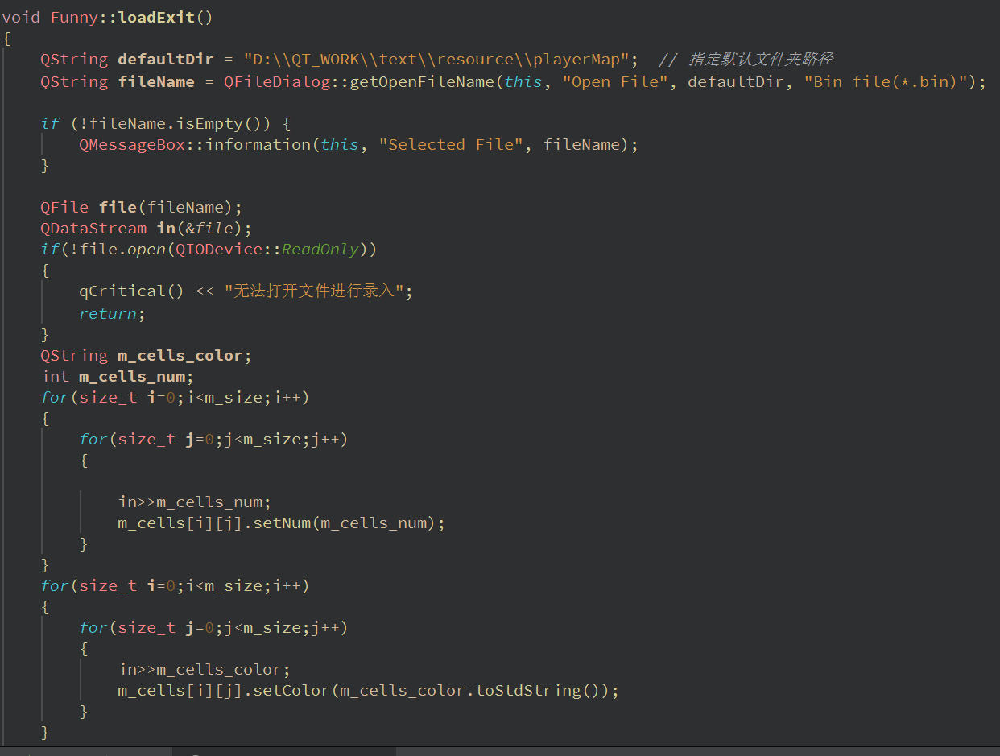 void Funny::loadExit()
{
    QString defaultDir = "D:\\QT_WORK\\text\\resource\\playerMap";  // 指定默认文件夹路径
    QString fileName = QFileDialog::getOpenFileName(this, "Open File", defaultDir, "Bin file(*.bin)");
    if (!fileName.isEmpty()) {
        QMessageBox::information(this, "Selected File", fileName);
    }
    QFile file(fileName);
    QDataStream in(&file);
    if(!file.open(QIODevice::ReadOnly))
    {
        qCritical() << "无法打开文件进行录入";
        return;
    }
    QString m_cells_color;
    int m_cells_num;
    for(size_t i=0;i<m_size;i++)
    {
        for(size_t j=0;j<m_size;j++)
        {
            in>>m_cells_num;
            m_cells[i][j].setNum(m_cells_num);
        }
    }
    for(size_t i=0;i<m_size;i++)
    {
        for(size_t j=0;j<m_size;j++)
        {
            in>>m_cells_color;
            m_cells[i][j].setColor(m_cells_color.toStdString());
        }
    }